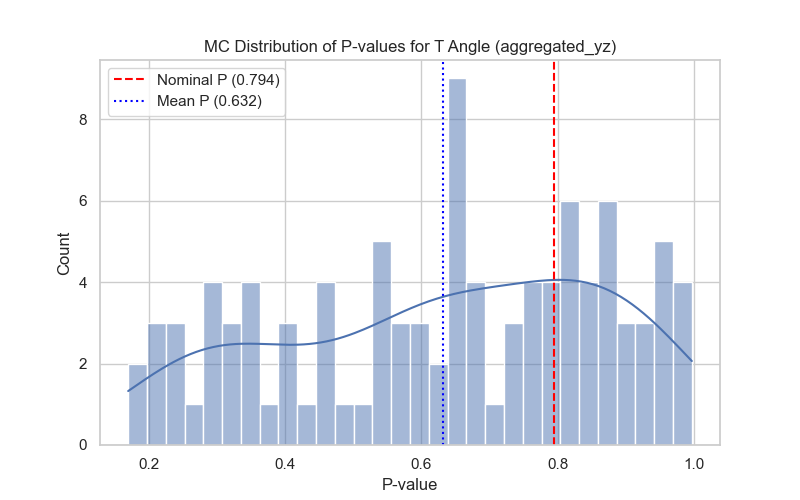 MC Distribution of P-values for T Angle (aggregated_yz)
Nominal P (0.794)
Mean P (0.632)
Count
8
6
4
2
0
0.2 0.4 0.6 0.8 1.0
P-value